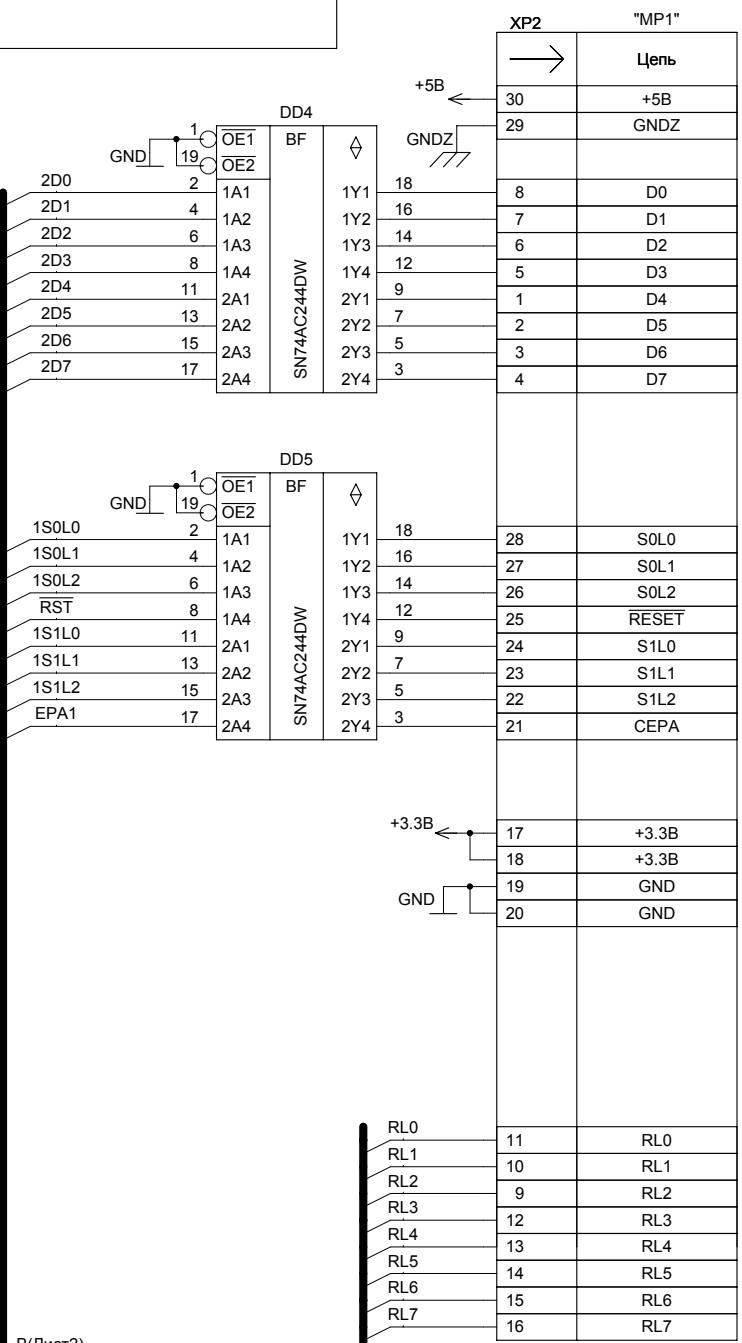 XP2 "MP1"
Цепь
+5В 30 +5В
GNDZ 29 GNDZ
DD4
GND 1 OE1 BF
19 OE2
2D0 2 1A1 1Y1 18 8 D0
2D1 4 1A2 1Y2 16 7 D1
2D2 6 1A3 1Y3 14 6 D2
2D3 8 1A4 1Y4 12 5 D3
2D4 11 2A1 2Y1 9 1 D4
2D5 13 2A2 2Y2 7 2 D5
2D6 15 2A3 2Y3 5 3 D6
2D7 17 2A4 2Y4 3 4 D7
SN74AC244DW
DD5
GND 1 OE1 BF
19 OE2
1S0L0 2 1A1 1Y1 18 28 S0L0
1S0L1 4 1A2 1Y2 16 27 S0L1
1S0L2 6 1A3 1Y3 14 26 S0L2
RST 8 1A4 1Y4 12 25 RESET
1S1L0 11 2A1 2Y1 9 24 S1L0
1S1L1 13 2A2 2Y2 7 23 S1L1
1S1L2 15 2A3 2Y3 5 22 S1L2
EPA1 17 2A4 2Y4 3 21 CEPA
SN74AC244DW
+3.3В 17 +3.3В
18 +3.3В
GND 19 GND
20 GND
RL0 11 RL0
RL1 10 RL1
RL2 9 RL2
RL3 12 RL3
RL4 13 RL4
RL5 14 RL5
RL6 15 RL6
RL7 16 RL7